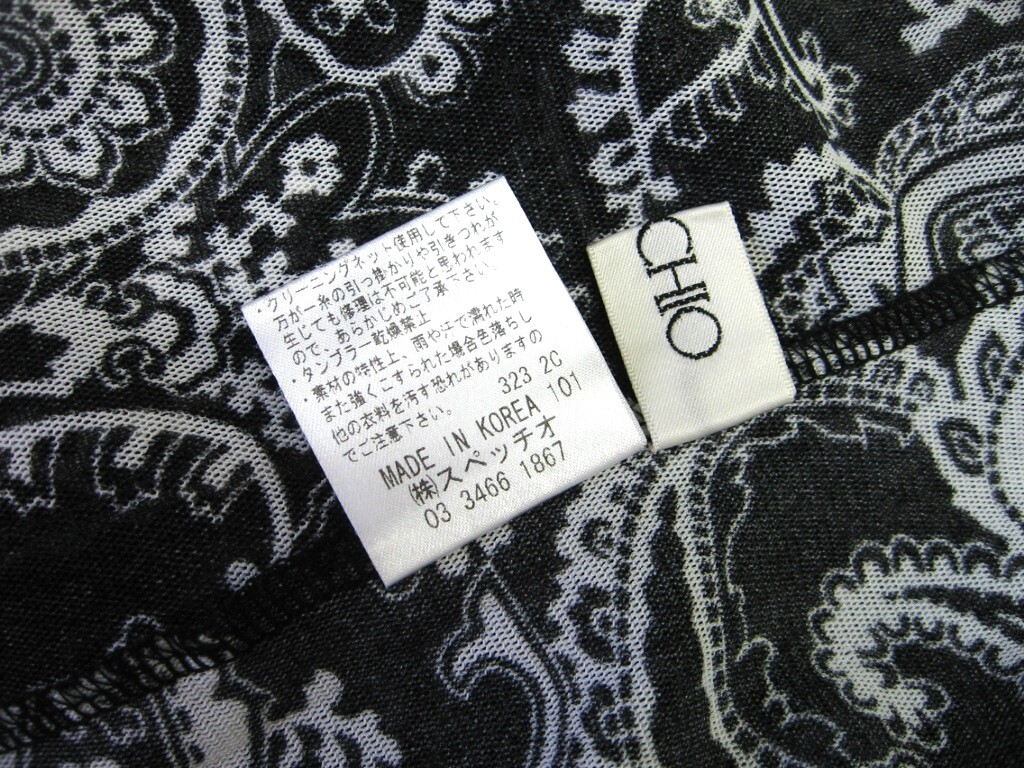 ・クリーニングネット使用して下さい。
万が一糸の引っ掛かりや引きつれが
生じても修理は不可能と思われます
ので、あらかじめご了承下さい。
・タンブラー乾燥禁止
・素材の特性上、雨や汗で濡れた時
また強くこすられた場合色落ちし
他の衣料を汚す恐れがありますの
でご注意下さい。
323 2C
MADE IN KOREA 101
㈱スペッチオ
03 3466 1867
CHIO